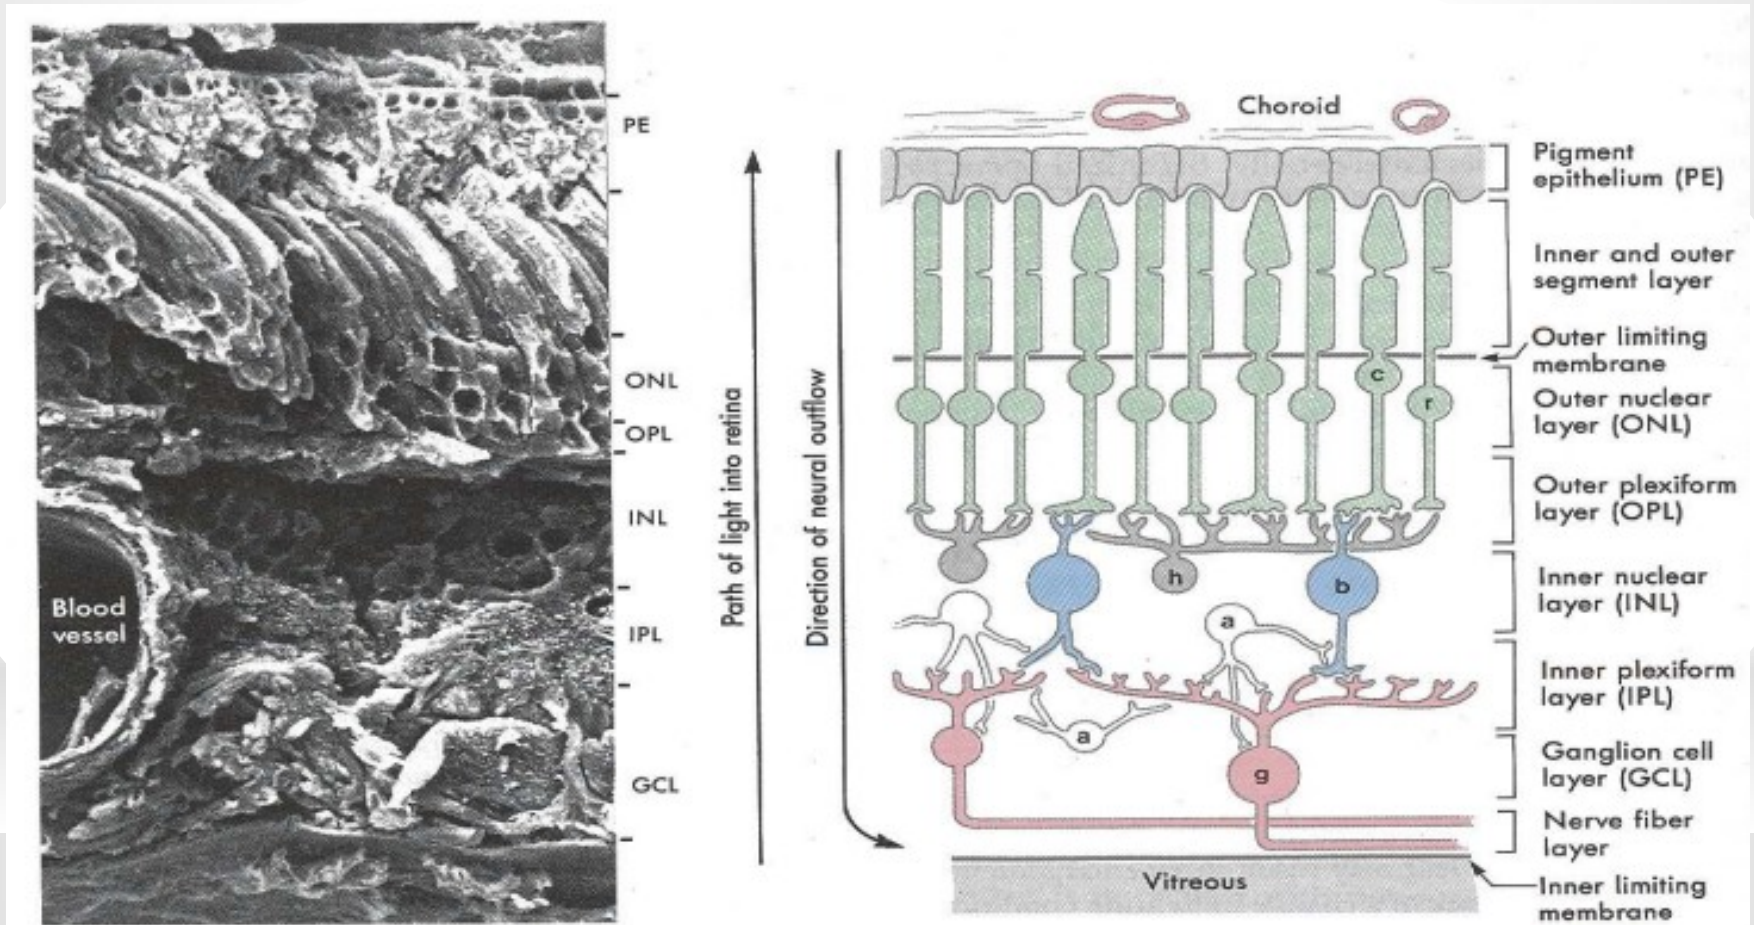 PE
ONL
OPL
INL
IPL
GCL
Blood
vessel
Path of light into retina
Direction of neural outflow
Choroid
Pigment
epithelium (PE)
Inner and outer
segment layer
Outer limiting
membrane
Outer nuclear
layer (ONL)
Outer plexiform
layer (OPL)
Inner nuclear
layer (INL)
Inner plexiform
layer (IPL)
Ganglion cell
layer (GCL)
Nerve fiber
layer
Inner limiting
membrane
c
r
h
b
a
a
g
Vitreous